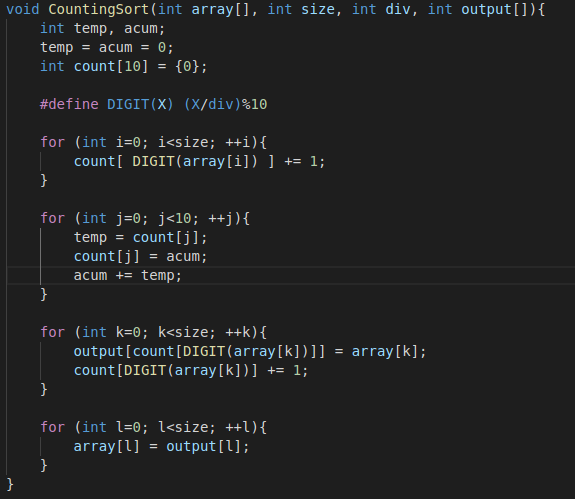 void CountingSort(int array[], int size, int div, int output[]){
    int temp, acum;
    temp = acum = 0;
    int count[10] = {0};

    #define DIGIT(X) (X/div)%10

    for (int i=0; i<size; ++i){
        count[ DIGIT(array[i]) ] += 1;
    }

    for (int j=0; j<10; ++j){
        temp = count[j];
        count[j] = acum;
        acum += temp;
    }

    for (int k=0; k<size; ++k){
        output[count[DIGIT(array[k])]] = array[k];
        count[DIGIT(array[k])] += 1;
    }

    for (int l=0; l<size; ++l){
        array[l] = output[l];
    }
}